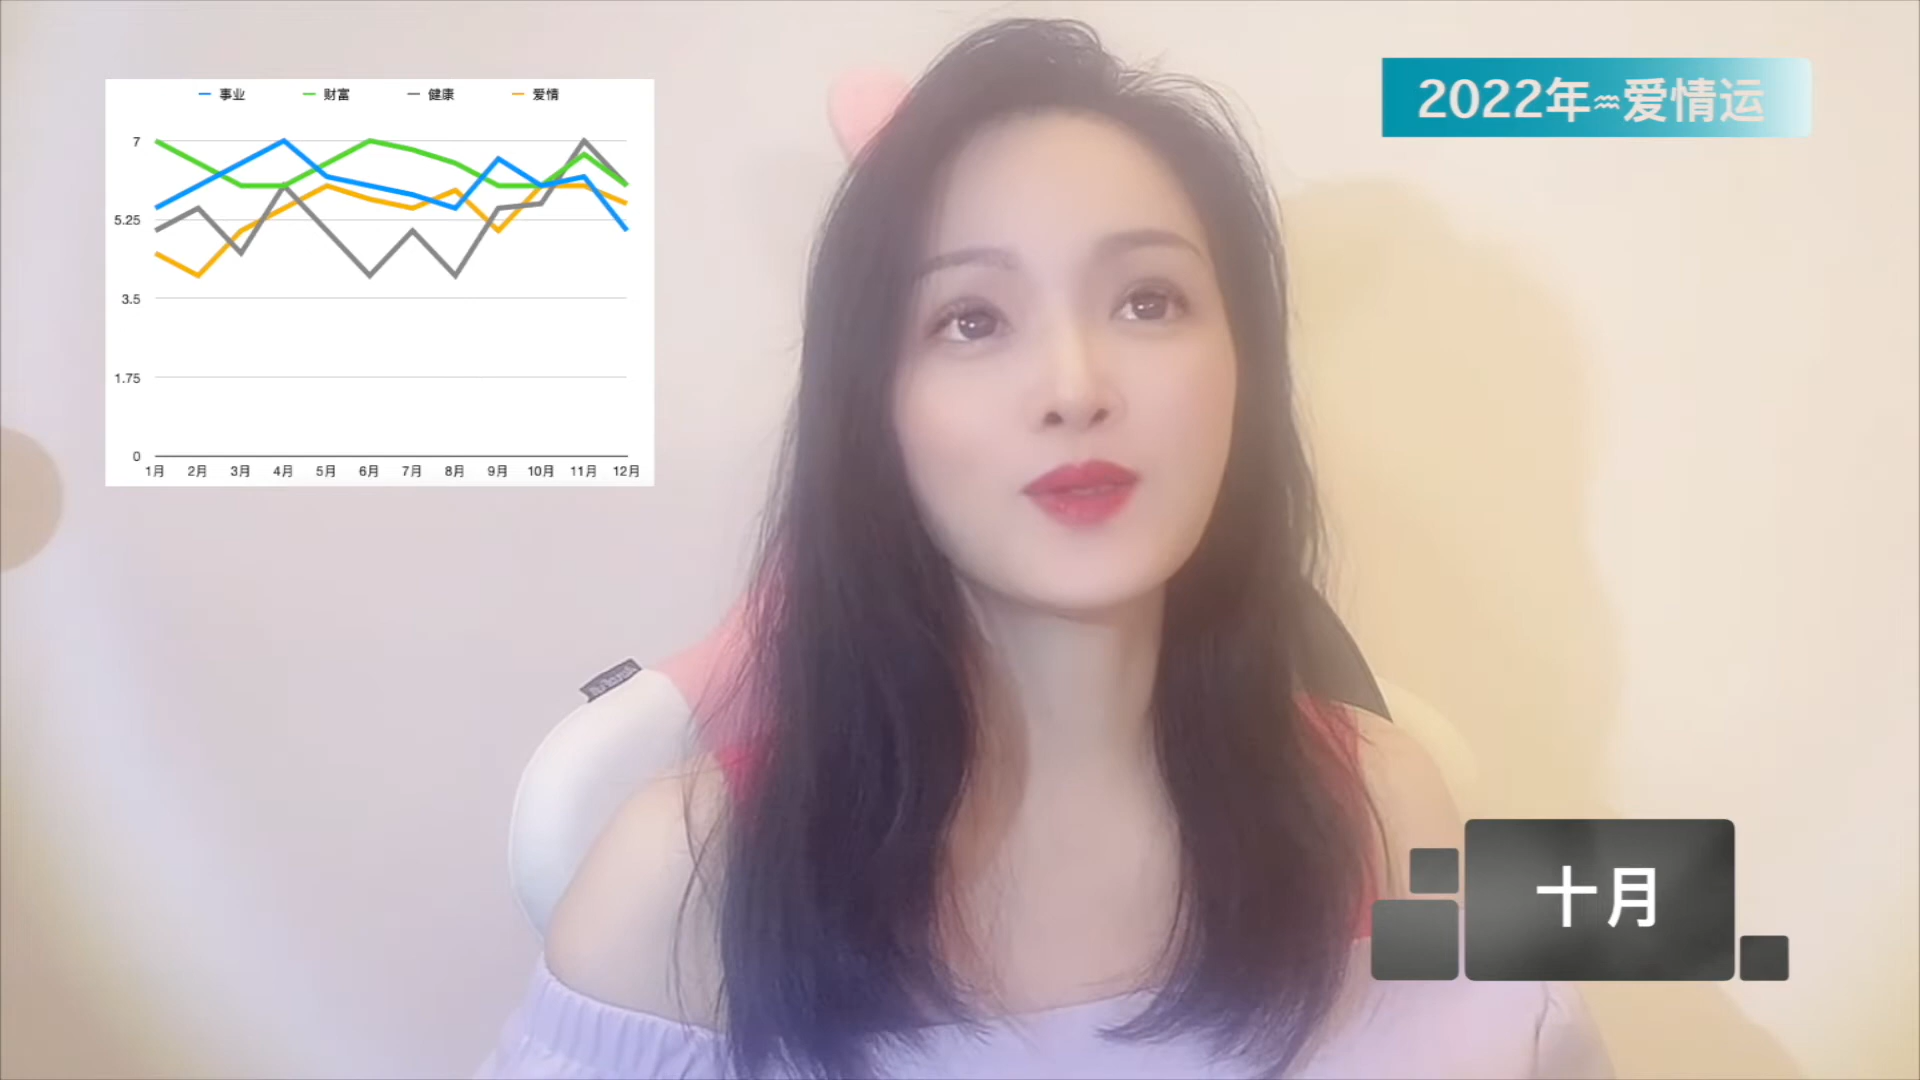 事业 财富 健康 爱情
7
5.25
3.5
1.75
0
1月 2月 3月 4月 5月 6月 7月 8月 9月 10月 11月 12月
2022年♒爱情运
十月